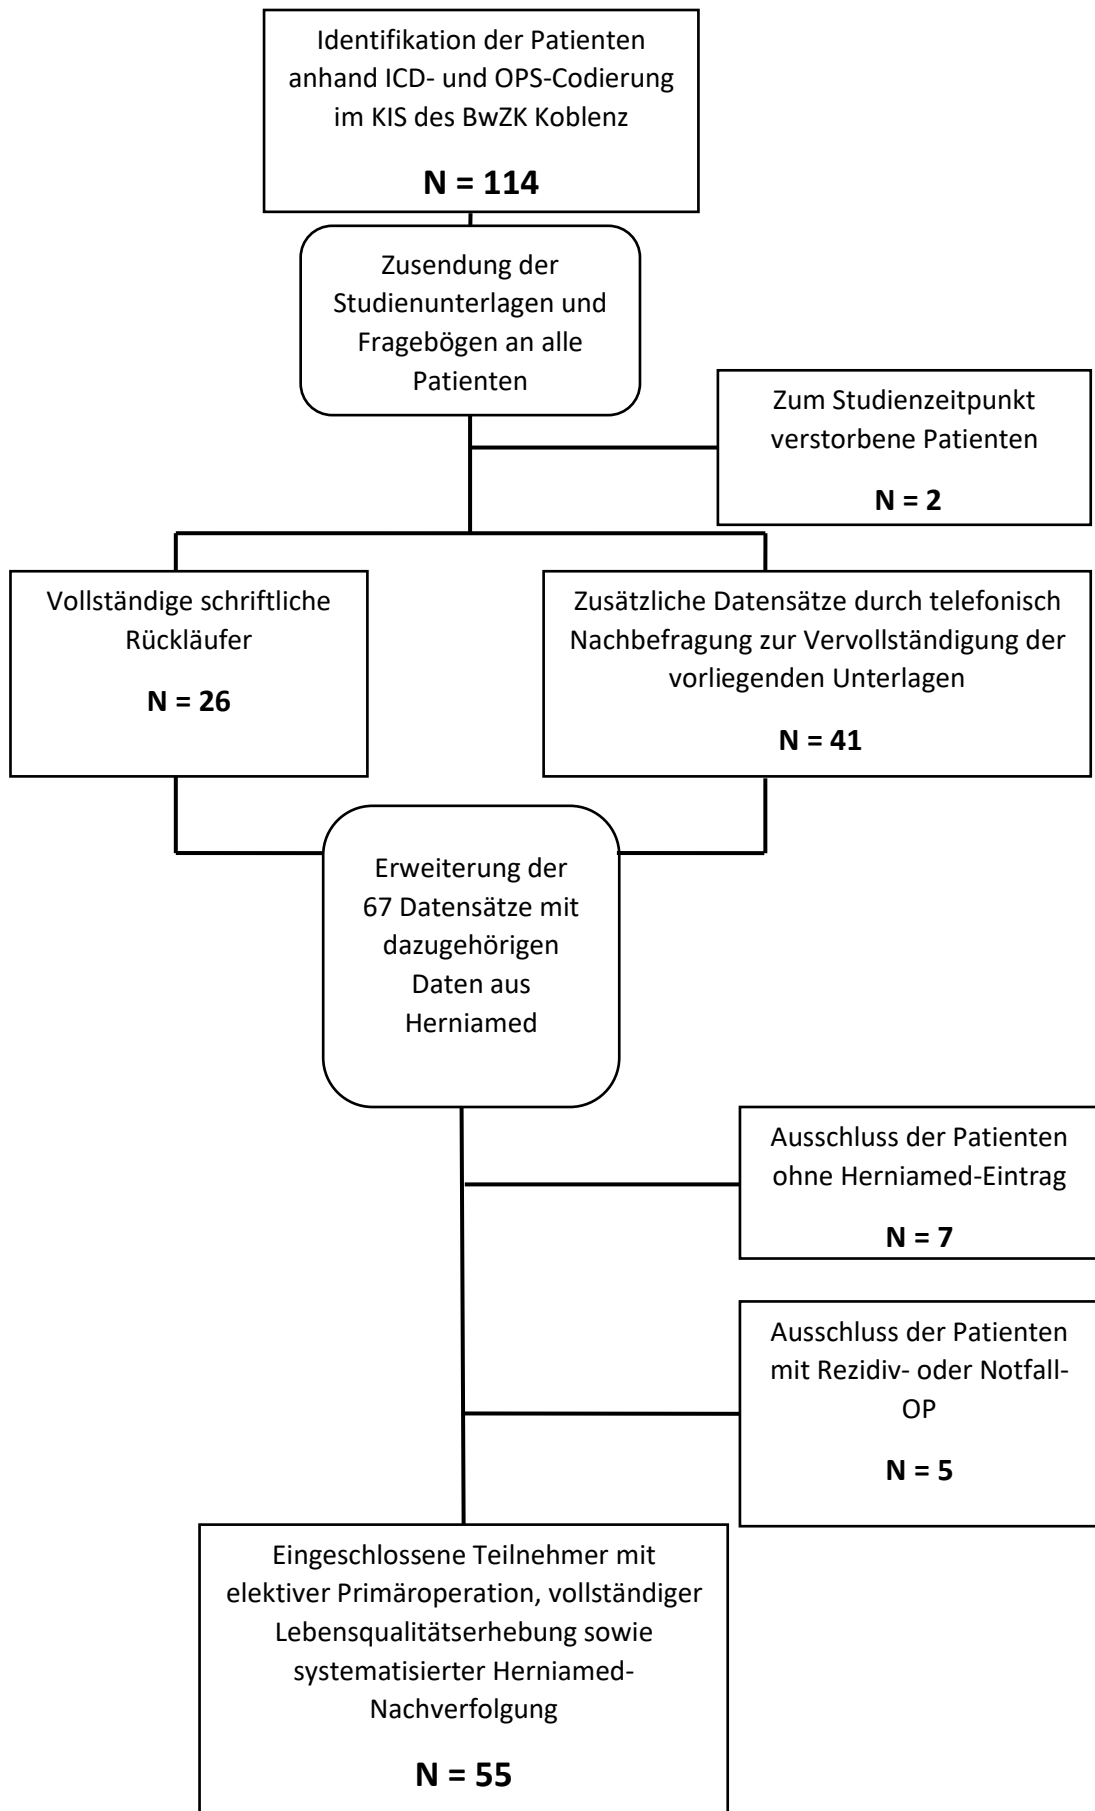 Identifikation der Patienten
anhand ICD- und OPS-Codierung
im KIS des BwZK Koblenz
N = 114
Zusendung der
Studienunterlagen und
Fragebögen an alle
Patienten
Zum Studienzeitpunkt
verstorbene Patienten
N = 2
Vollständige schriftliche
Rückläufer
N = 26
Zusätzliche Datensätze durch telefonisch
Nachbefragung zur Vervollständigung der
vorliegenden Unterlagen
N = 41
Erweiterung der
67 Datensätze mit
dazugehörigen
Daten aus
Herniamed
Ausschluss der Patienten
ohne Herniamed-Eintrag
N = 7
Ausschluss der Patienten
mit Rezidiv- oder Notfall-
OP
N = 5
Eingeschlossene Teilnehmer mit
elektiver Primäroperation, vollständiger
Lebensqualitätserhebung sowie
systematisierter Herniamed-
Nachverfolgung
N = 55